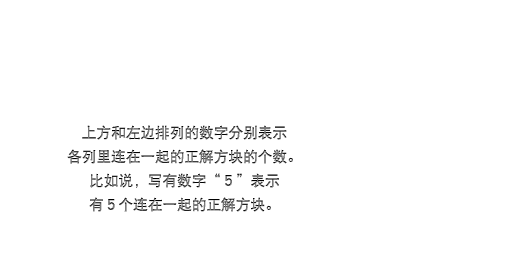 上方和左边排列的数字分别表示
各列里连在一起的正解方块的个数。
比如说，写有数字“５”表示
有５个连在一起的正解方块。